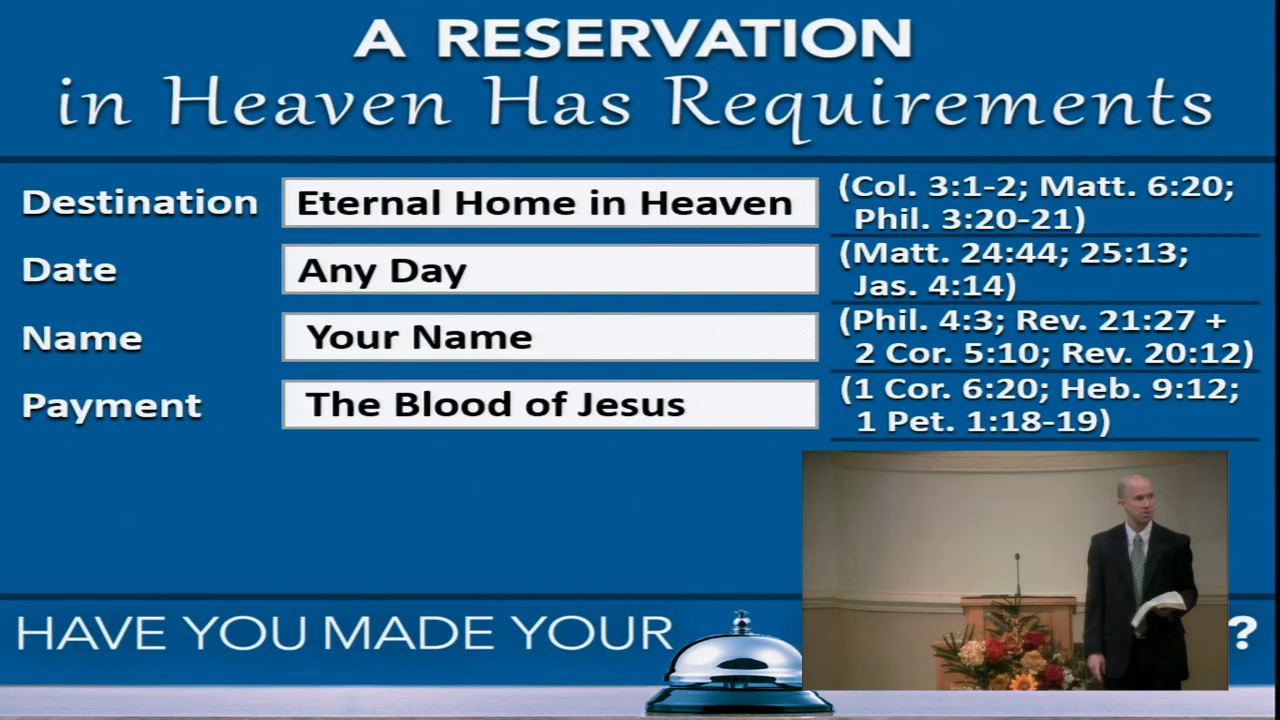 A RESERVATION
in Heaven Has Requirements
Destination Eternal Home in Heaven (Col. 3:1-2; Matt. 6:20;
Phil. 3:20-21)
Date Any Day (Matt. 24:44; 25:13;
Jas. 4:14)
Name Your Name (Phil. 4:3; Rev. 21:27 +
2 Cor. 5:10; Rev. 20:12)
Payment The Blood of Jesus (1 Cor. 6:20; Heb. 9:12;
1 Pet. 1:18-19)
HAVE YOU MADE YOUR ?